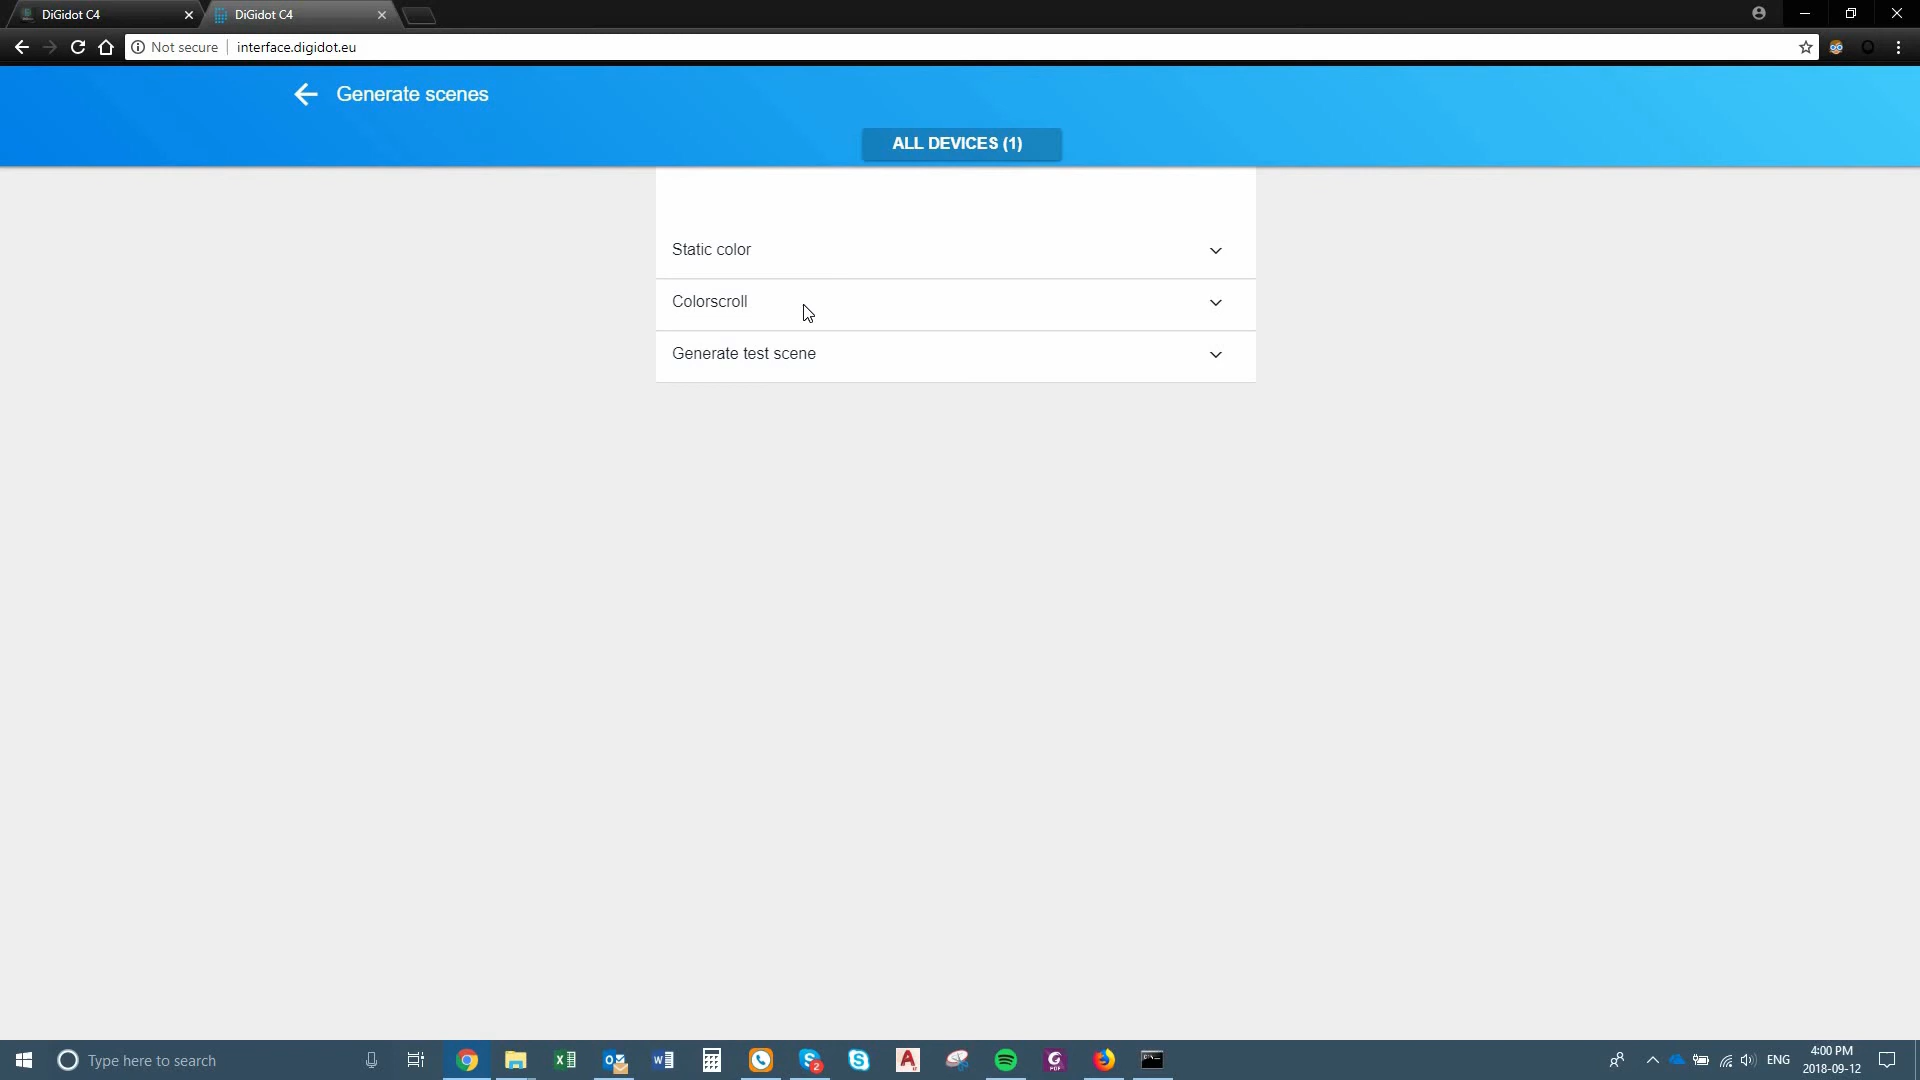 DiGidot C4
DiGidot C4
Not secure
interface.digidot.eu
Generate scenes
ALL DEVICES (1)
Static color
Colorscroll
Generate test scene
Type here to search
2
ENG
4:00 PM
2018-09-12